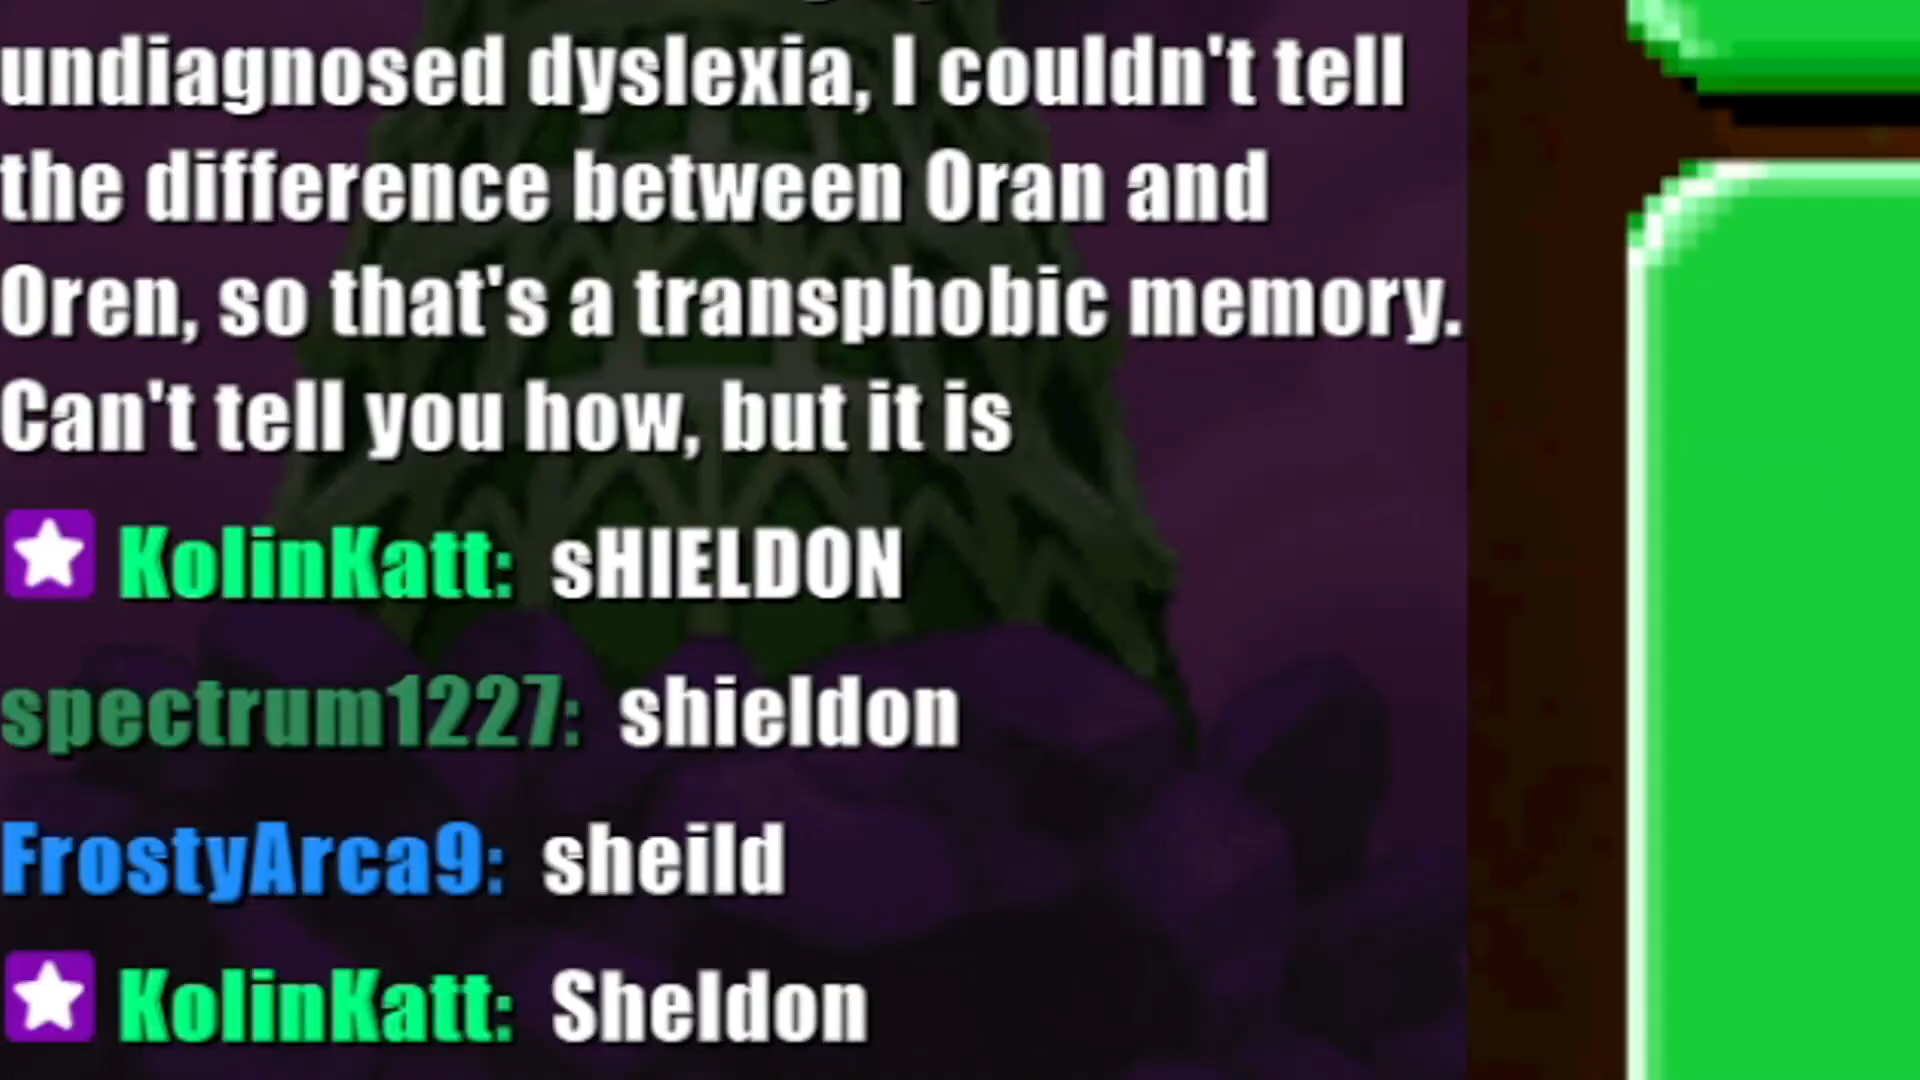 undiagnosed dyslexia, I couldn't tell
the difference between Oran and
Oren, so that's a transphobic memory.
Can't tell you how, but it is
KolinKatt: sHIELDON
spectrum1227: shieldon
FrostyArca9: sheild
KolinKatt: Sheldon